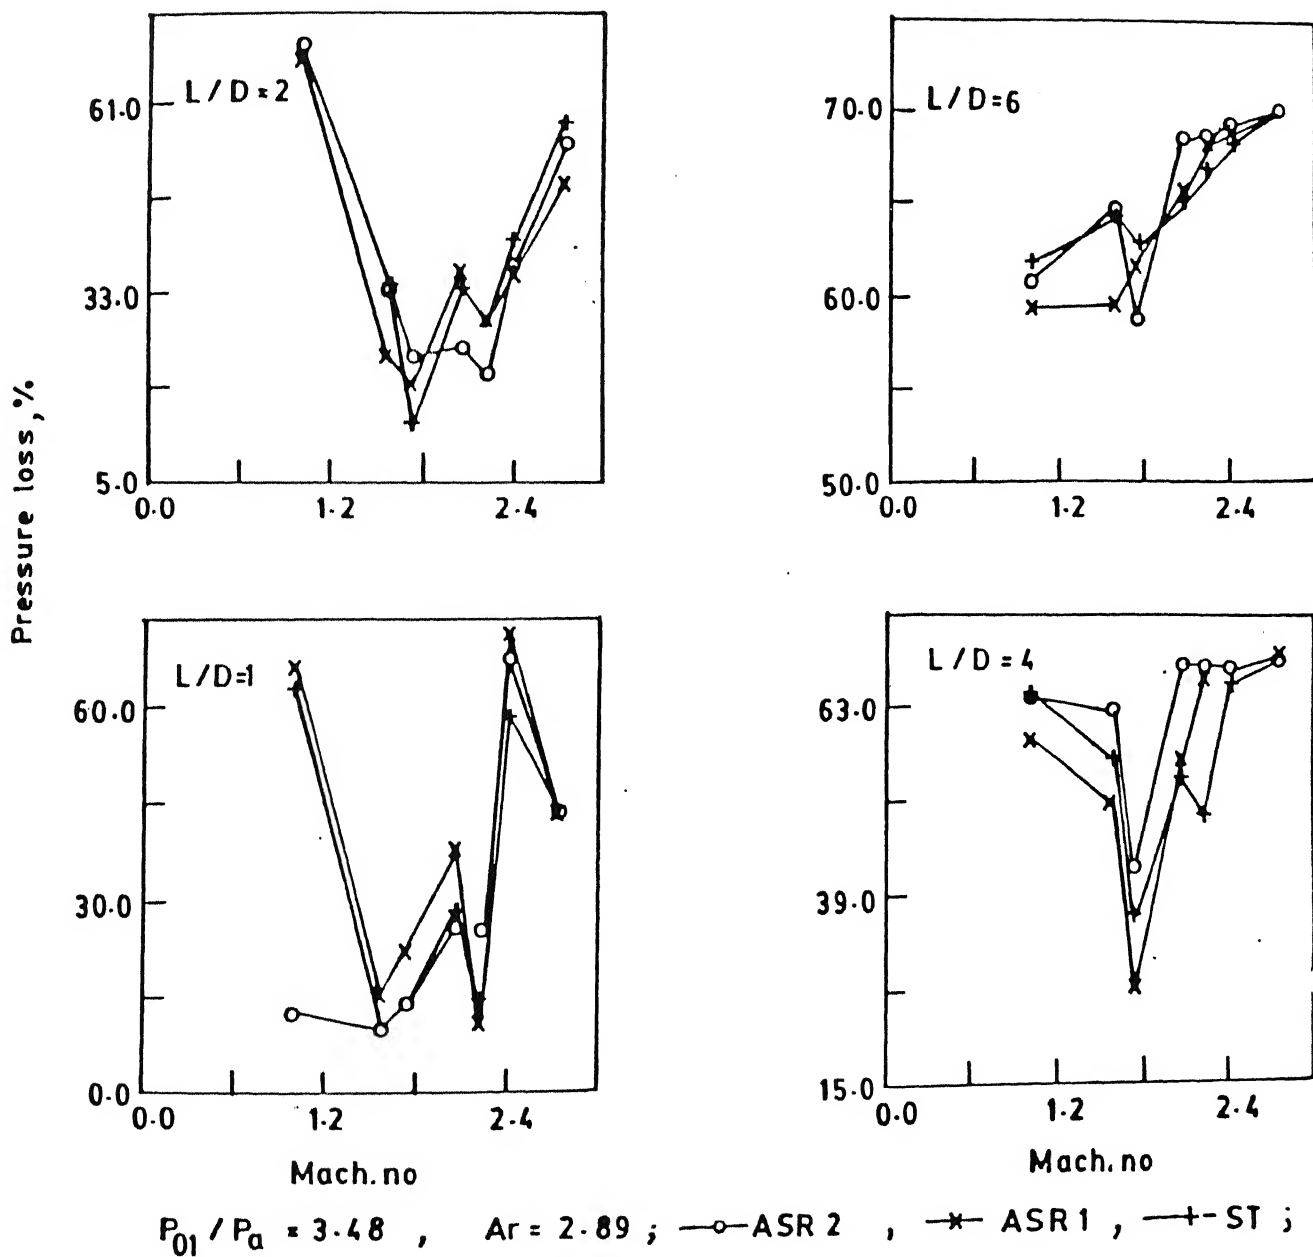 L/D=2
61.0
33.0
5.0
0.0 1.2 2.4
L/D=6
70.0
60.0
50.0
0.0 1.2 2.4
Pressure loss,%
L/D=1
60.0
30.0
0.0
0.0 1.2 2.4
Mach.no
L/D=4
63.0
39.0
15.0
0.0 1.2 2.4
Mach.no
P01/Pa = 3.48 , Ar = 2.89 ; ASR 2 , ASR 1 , ST ;